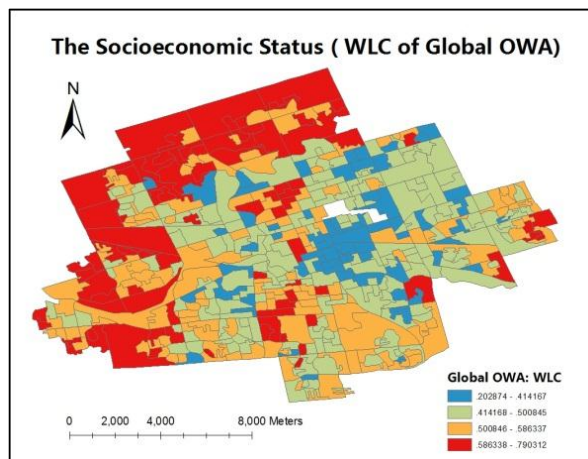 The Socioeconomic Status ( WLC of Global OWA)
N
Global OWA: WLC
.202874 - .414167
.414168 - .500845
.500846 - .586337
.586338 - .790312
0 2,000 4,000 8,000 Meters